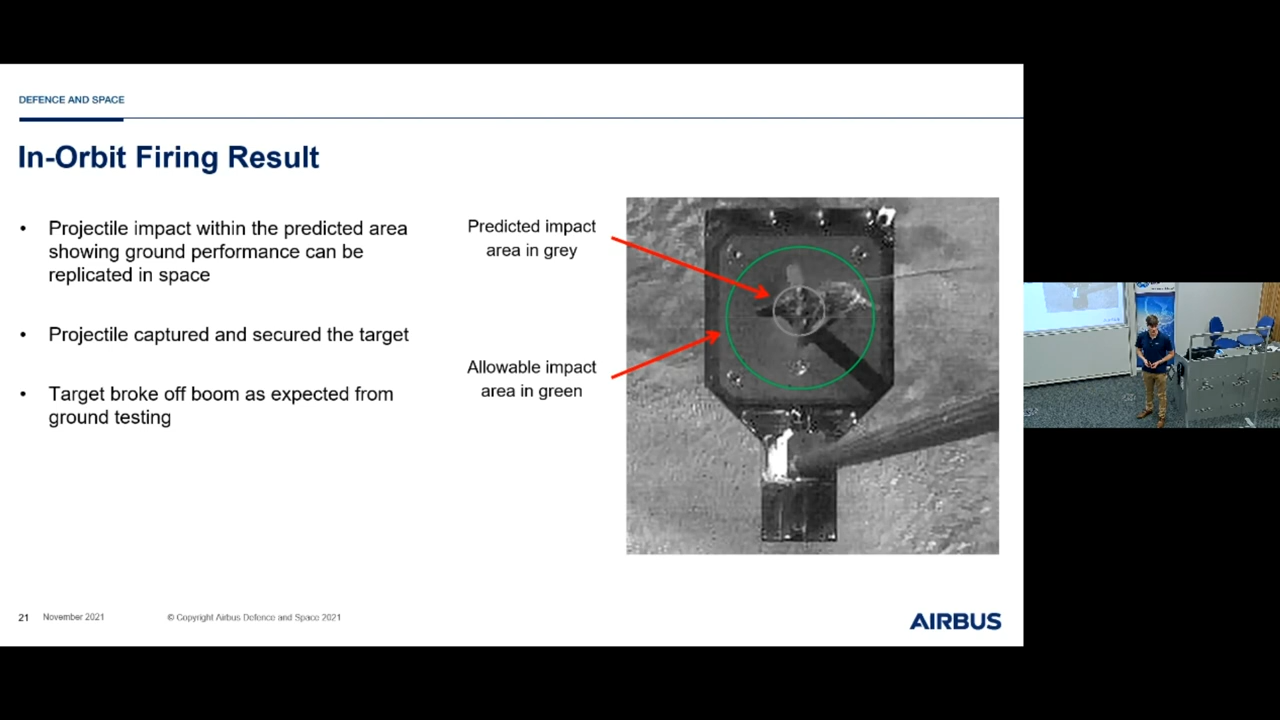 DEFENCE AND SPACE
In-Orbit Firing Result
• Projectile impact within the predicted area
showing ground performance can be
replicated in space
• Projectile captured and secured the target
• Target broke off boom as expected from
ground testing
Predicted impact
area in grey
Allowable impact
area in green
21 November 2021 © Copyright Airbus Defence and Space 2021
AIRBUS